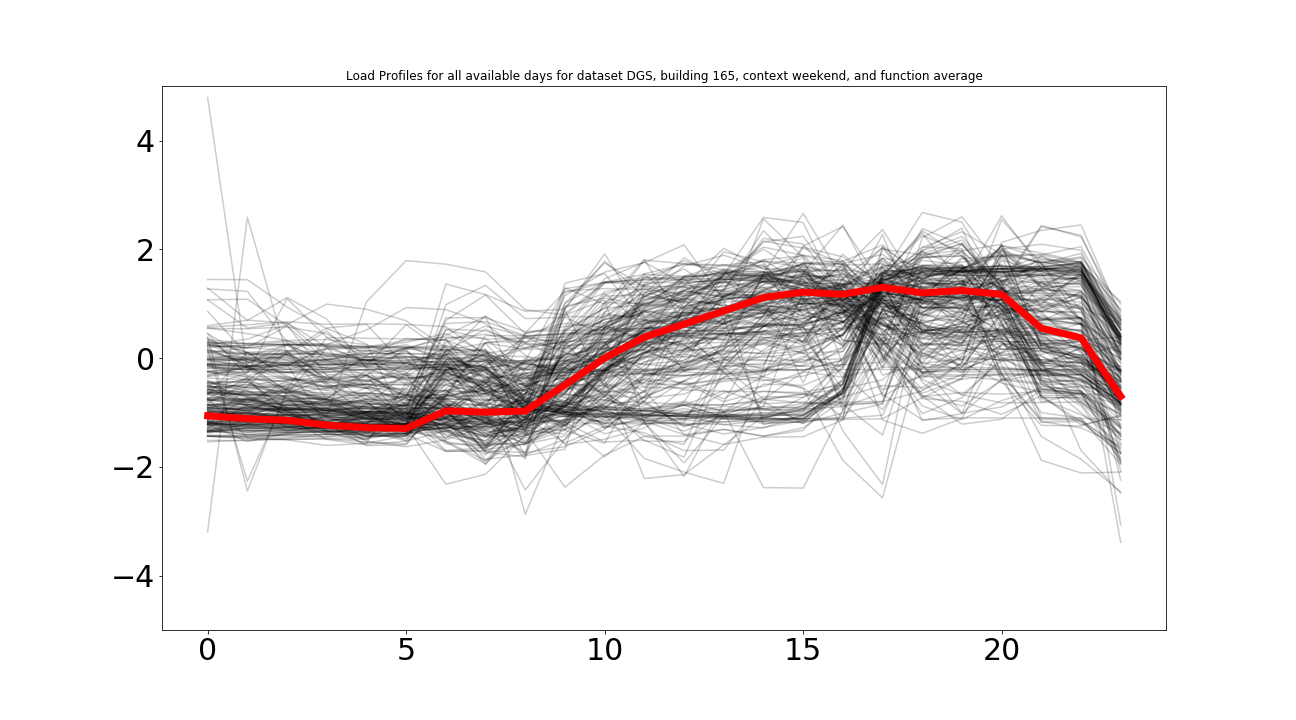 Load Profiles for all available days for dataset DGS, building 165, context weekend, and function average
4
2
0
−2
−4
0 5 10 15 20